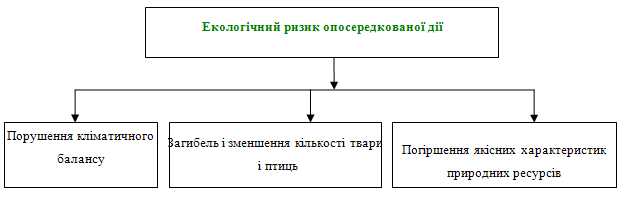 Екологічний ризик опосередкованої дії
Порушення кліматичного
балансу
Загибель і зменшення кількості твари
і птиць
Погіршення якісних характеристик
природних ресурсів